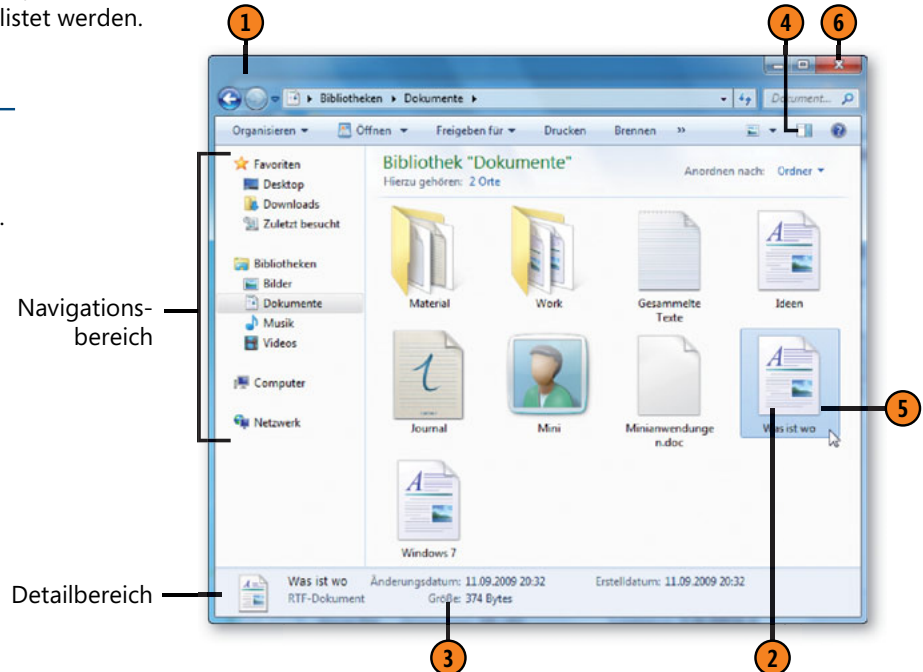 listet werden.
1
4
6
Bibliotheken Dokumente
Document...
Organisieren Öffnen Freigeben für Drucken Brennen »
.
Favoriten
Desktop
Downloads
Zuletzt besucht
Bibliotheken
Bilder
Dokumente
Musik
Videos
Computer
Netzwerk
Navigations-
bereich
Bibliothek "Dokumente"
Hierzu gehören: 2 Orte
Anordnen nach: Ordner
Material
Work
Gesammelte
Texte
Ideen
Journal
Mini
Minianwendunge
n.doc
Was ist wo
5
Windows 7
Detailbereich
Was ist wo Änderungsdatum: 11.09.2009 20:32 Erstelldatum: 11.09.2009 20:32
RTF-Dokument Größe: 374 Bytes
3
2